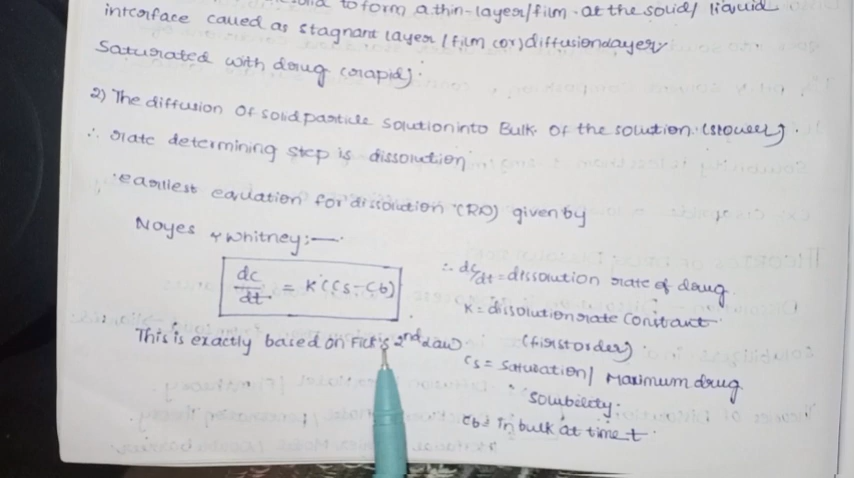 to form a thin-layer/film-at the solid/ liquid
interface called as stagnant layer/film (or) diffusion layer
Saturated with drug (rapid).
2) The diffusion Of solid particle solution into Bulk. Of the solution. (slower).
∴ rate determining step is dissolution
earliest equation for dissolution (RD) given by
Noyes & Whitney:—
dc/dt. = K (Cs-Cb)
∴ dc/dt = dissolution rate of drug.
K = dissolution rate Constant
(first order)
This is exactly based on Fick's 2nd law
Cs = Saturation/ Maximum drug
Solubility.
Cb = in bulk at time t.